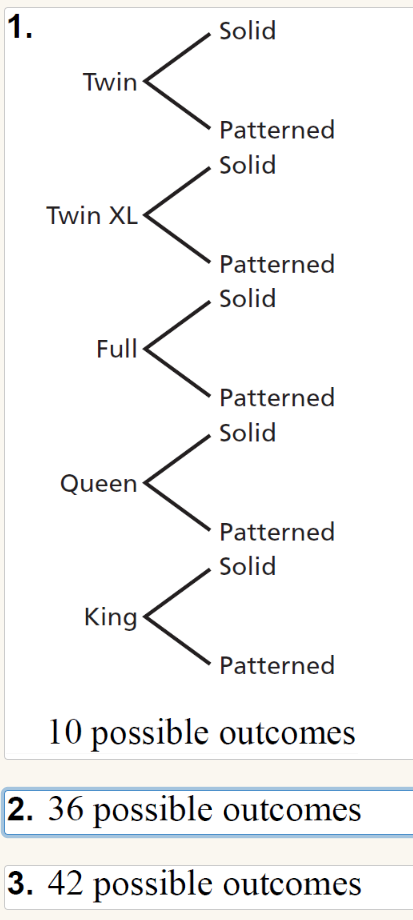 1.
Solid
Twin
Patterned
Solid
Twin XL
Patterned
Solid
Full
Patterned
Solid
Queen
Patterned
Solid
King
Patterned
10 possible outcomes
2. 36 possible outcomes
3. 42 possible outcomes